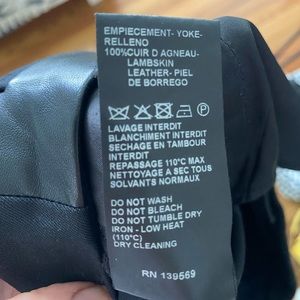 EMPIECEMENT- YOKE-
RELLENO
100%CUIR D'AGNEAU-
LAMBSKIN
LEATHER- PIEL
DE BORREGO
LAVAGE INTERDIT
BLANCHIMENT INTERDIT
SECHAGE EN TAMBOUR
INTERDIT
REPASSAGE 110°C MAX
NETTOYAGE A SEC TOUS
SOLVANTS NORMAUX
DO NOT WASH
DO NOT BLEACH
DO NOT TUMBLE DRY
IRON - LOW HEAT
(110°C)
DRY CLEANING
RN 139569